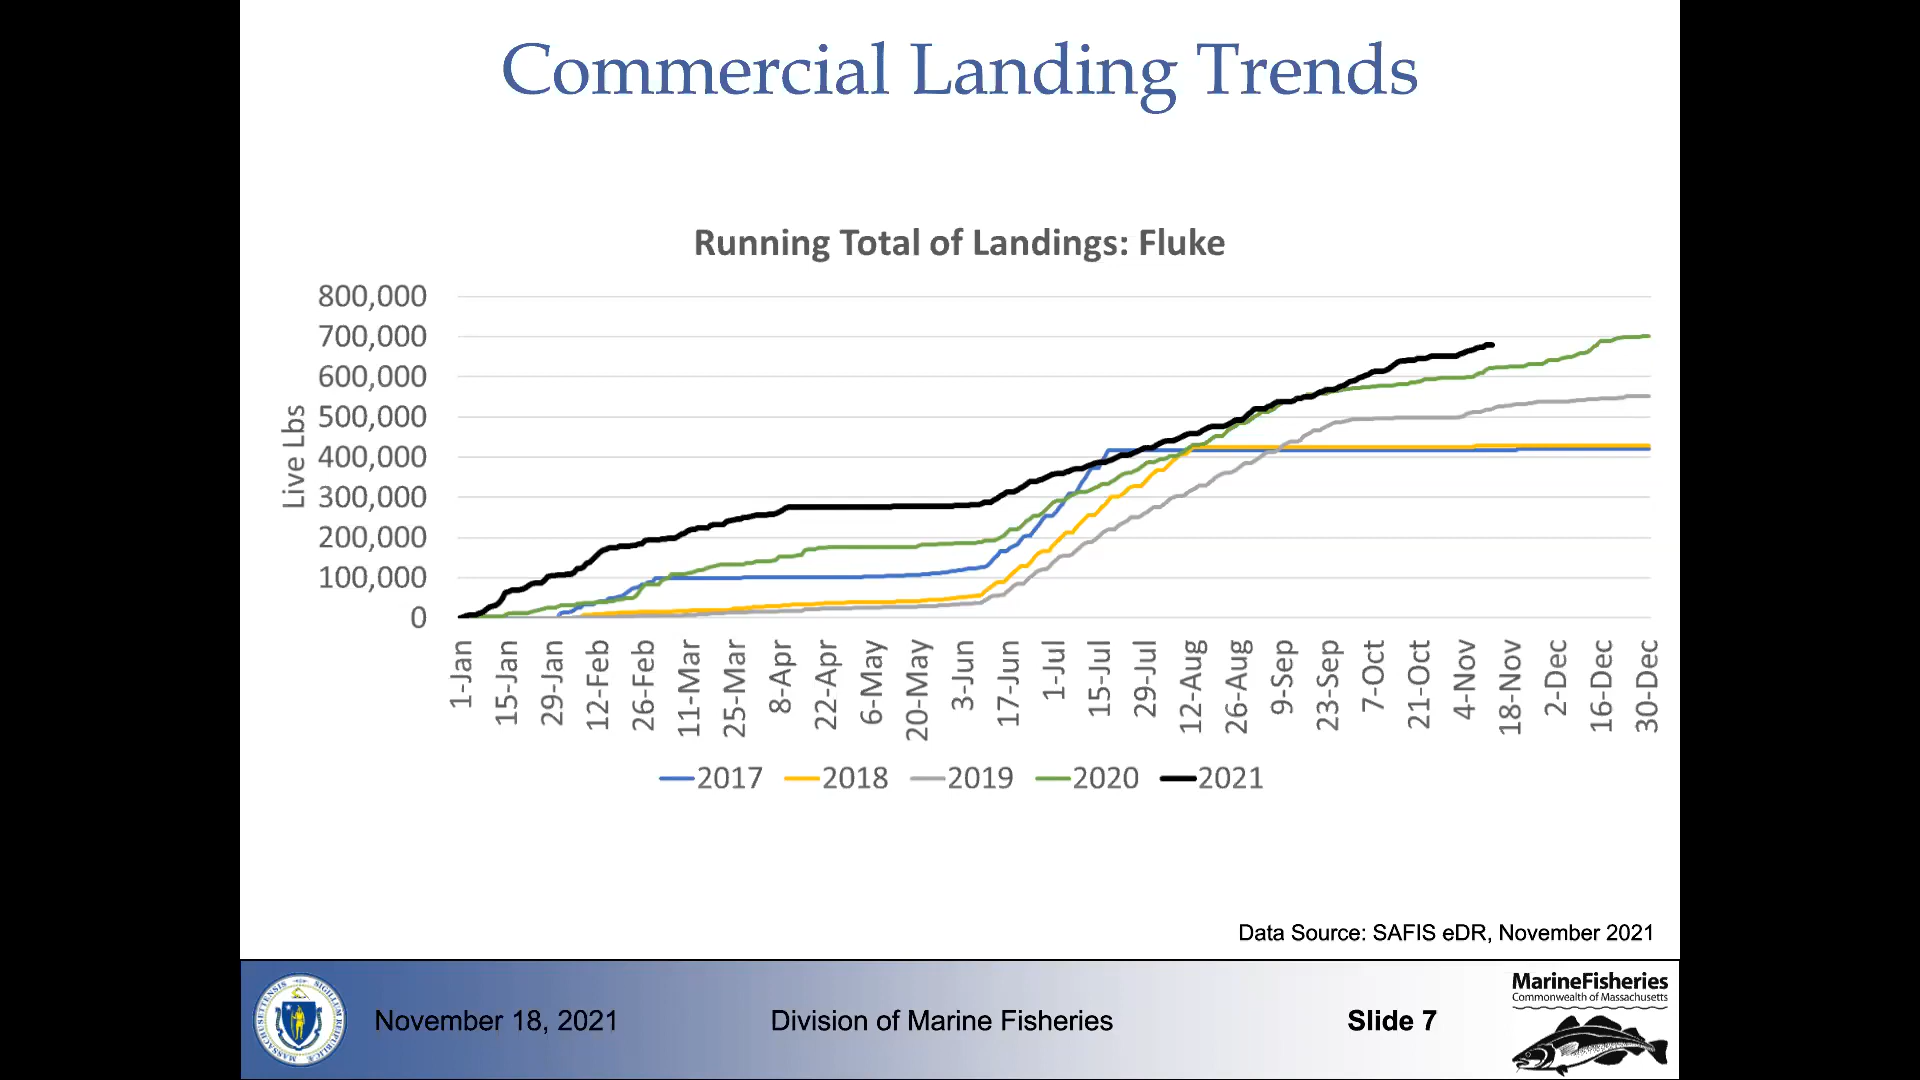 Commercial Landing Trends
Running Total of Landings: Fluke
Live Lbs
800,000
700,000
600,000
500,000
400,000
300,000
200,000
100,000
0
1-Jan
15-Jan
29-Jan
12-Feb
26-Feb
11-Mar
25-Mar
8-Apr
22-Apr
6-May
20-May
3-Jun
17-Jun
1-Jul
15-Jul
29-Jul
12-Aug
26-Aug
9-Sep
23-Sep
7-Oct
21-Oct
4-Nov
18-Nov
2-Dec
16-Dec
30-Dec
2017 2018 2019 2020 2021
Data Source: SAFIS eDR, November 2021
MarineFisheries
Commonwealth of Massachusetts
November 18, 2021 Division of Marine Fisheries Slide 7